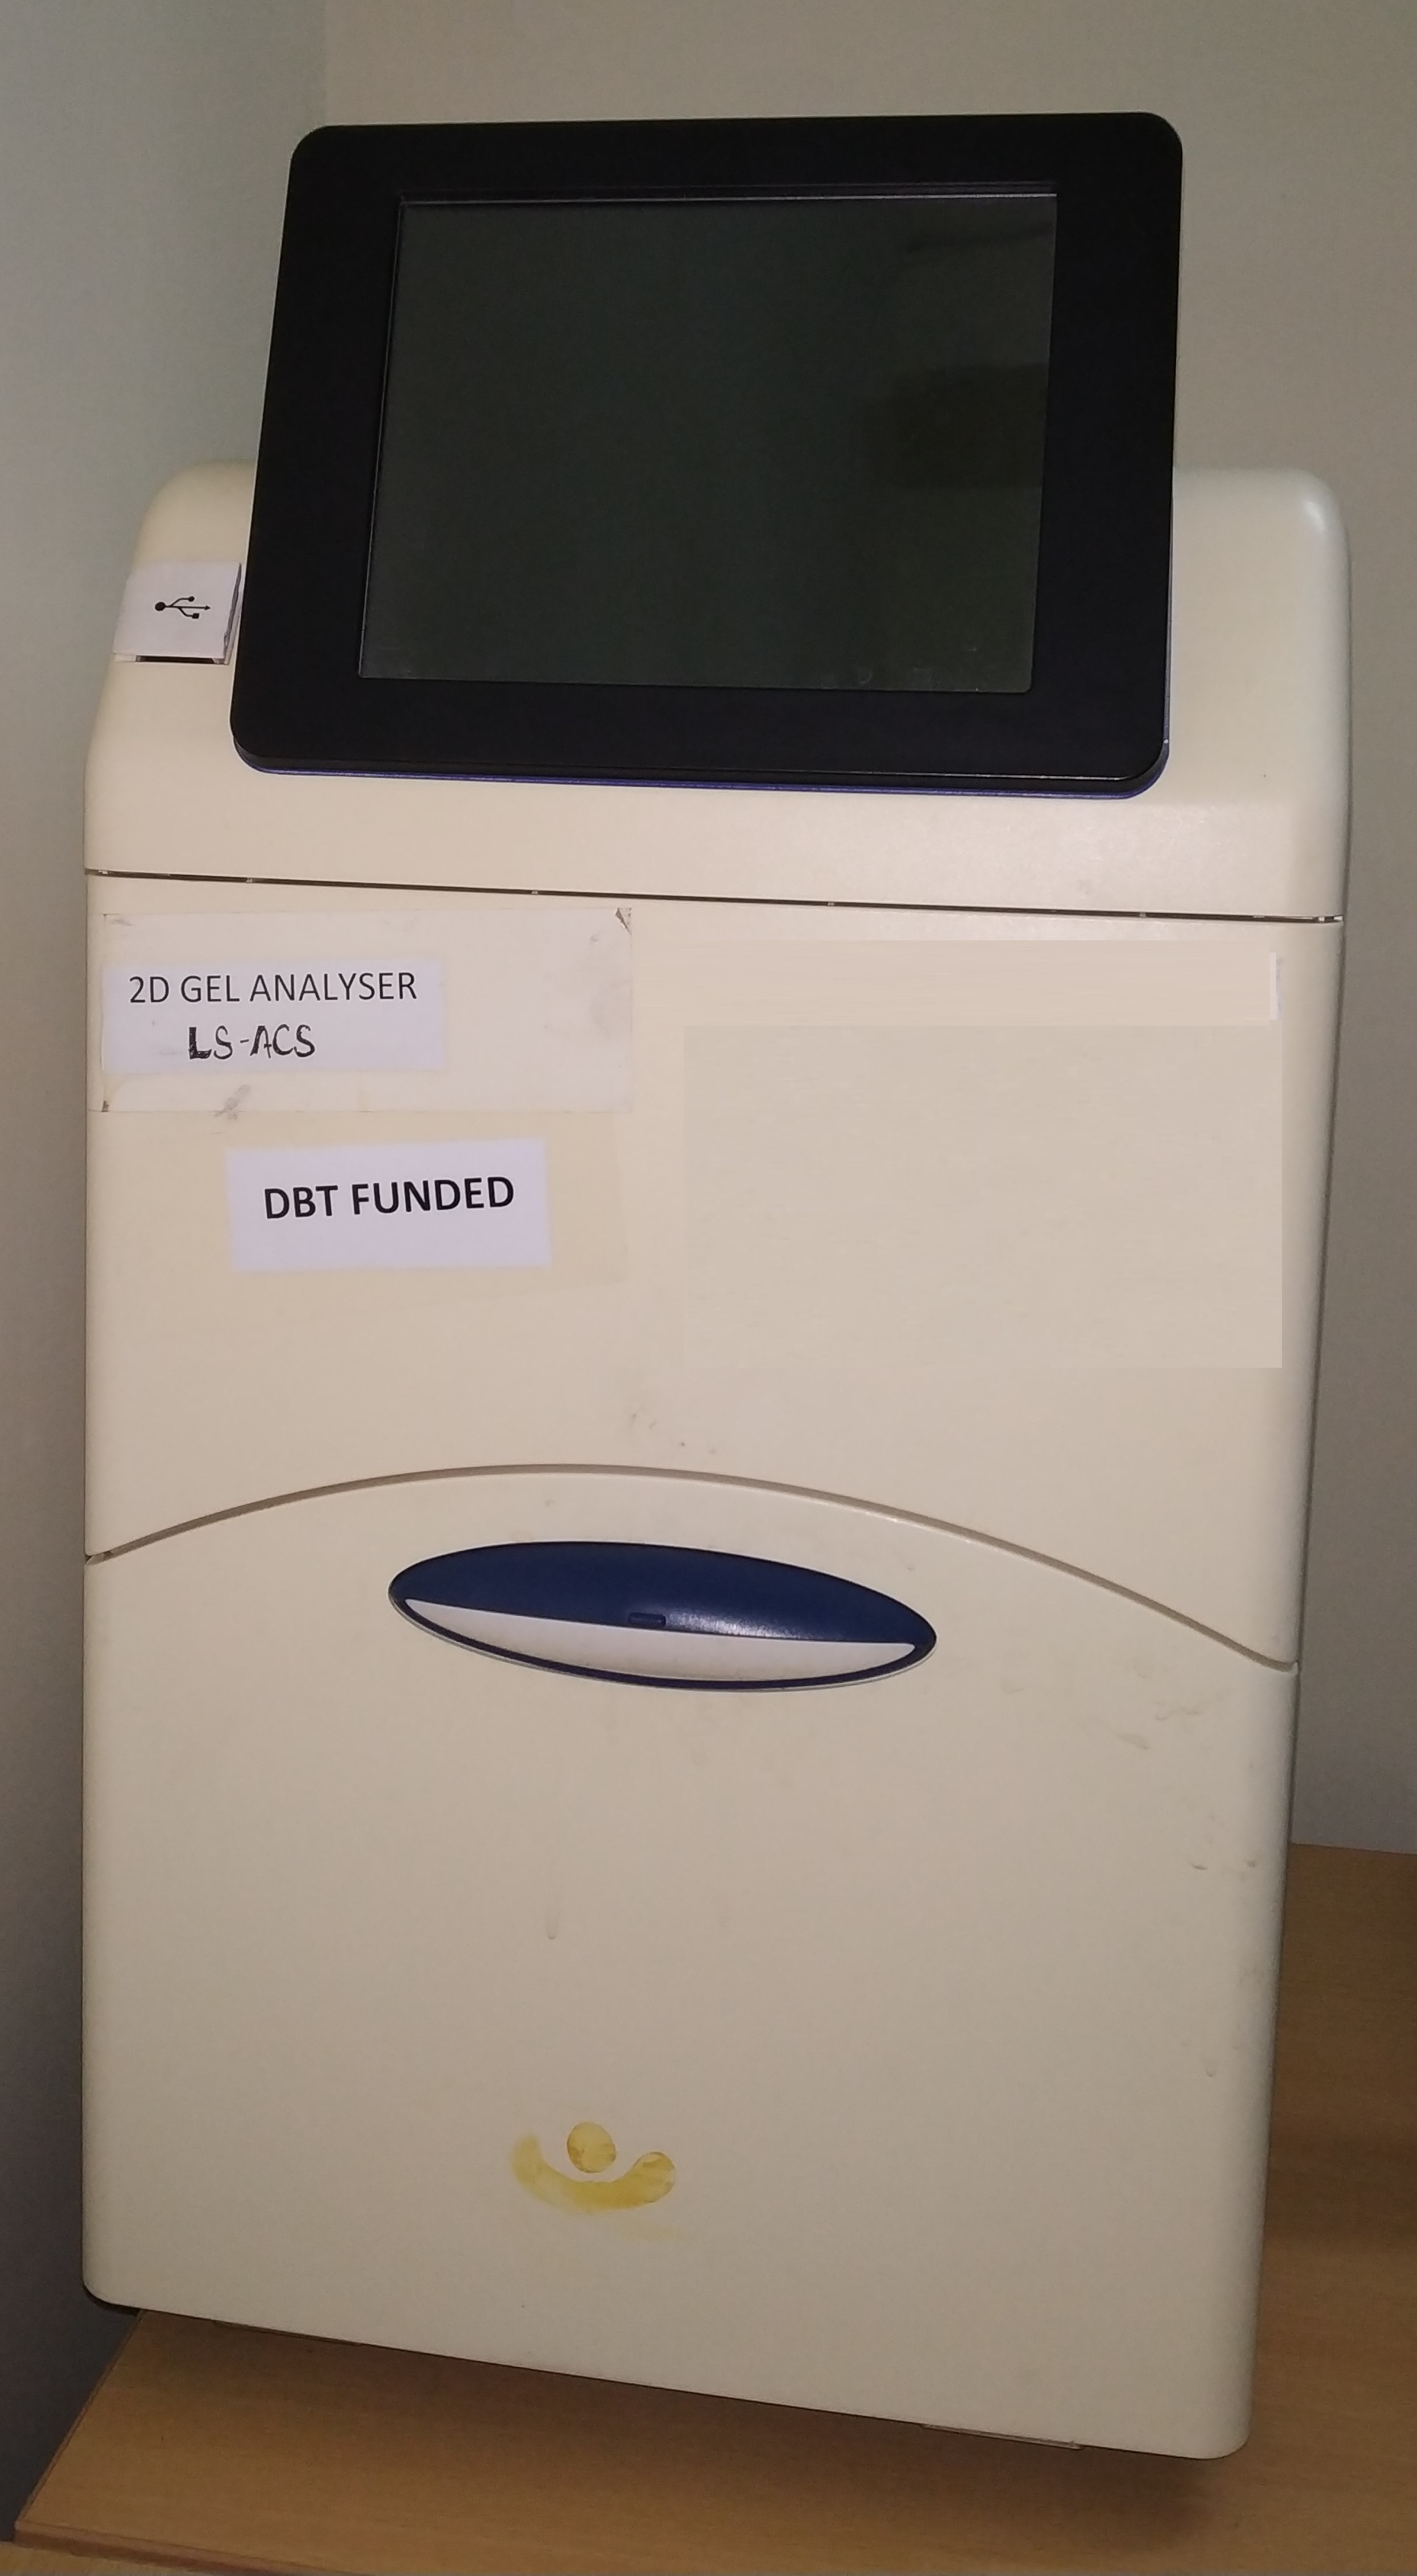 2D GEL ANALYSER
LS-ACS
DBT FUNDED